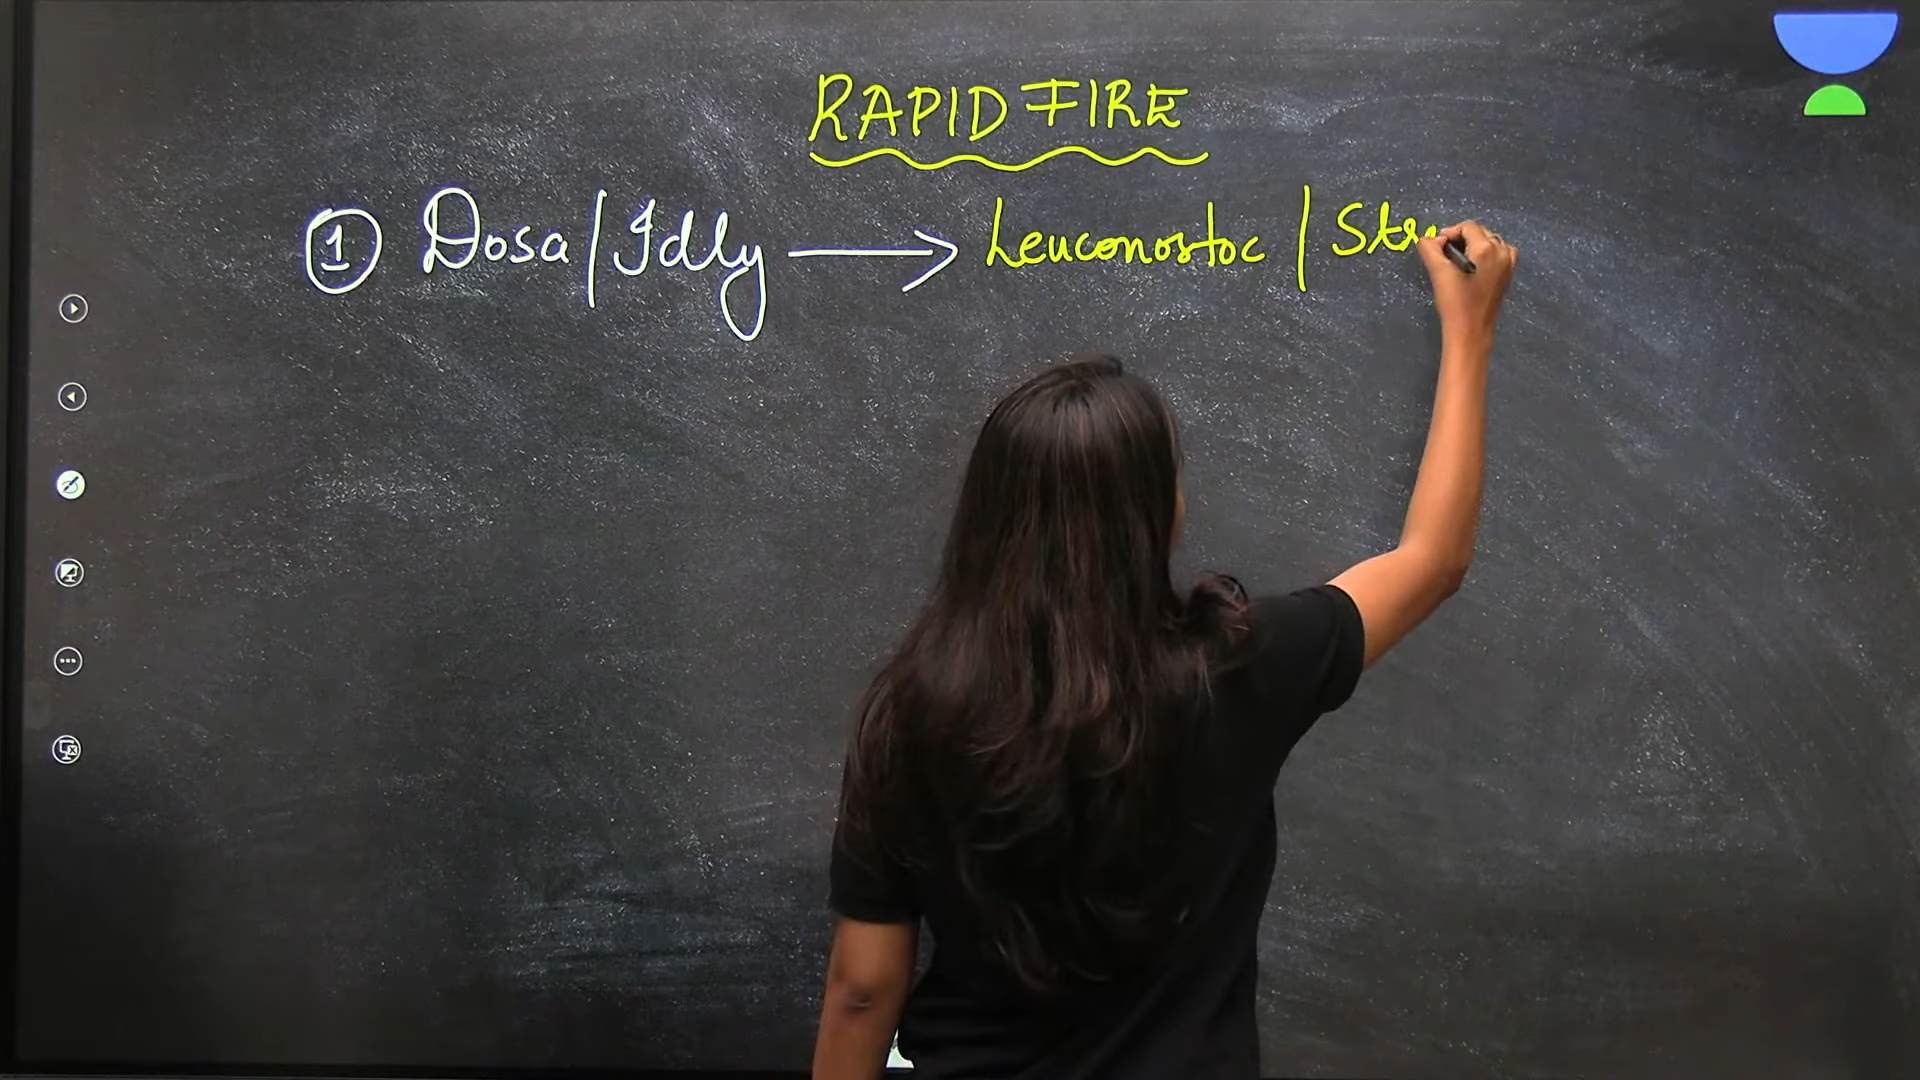 RAPID FIRE
1 Dosa / Idly → Leuconostoc / Str